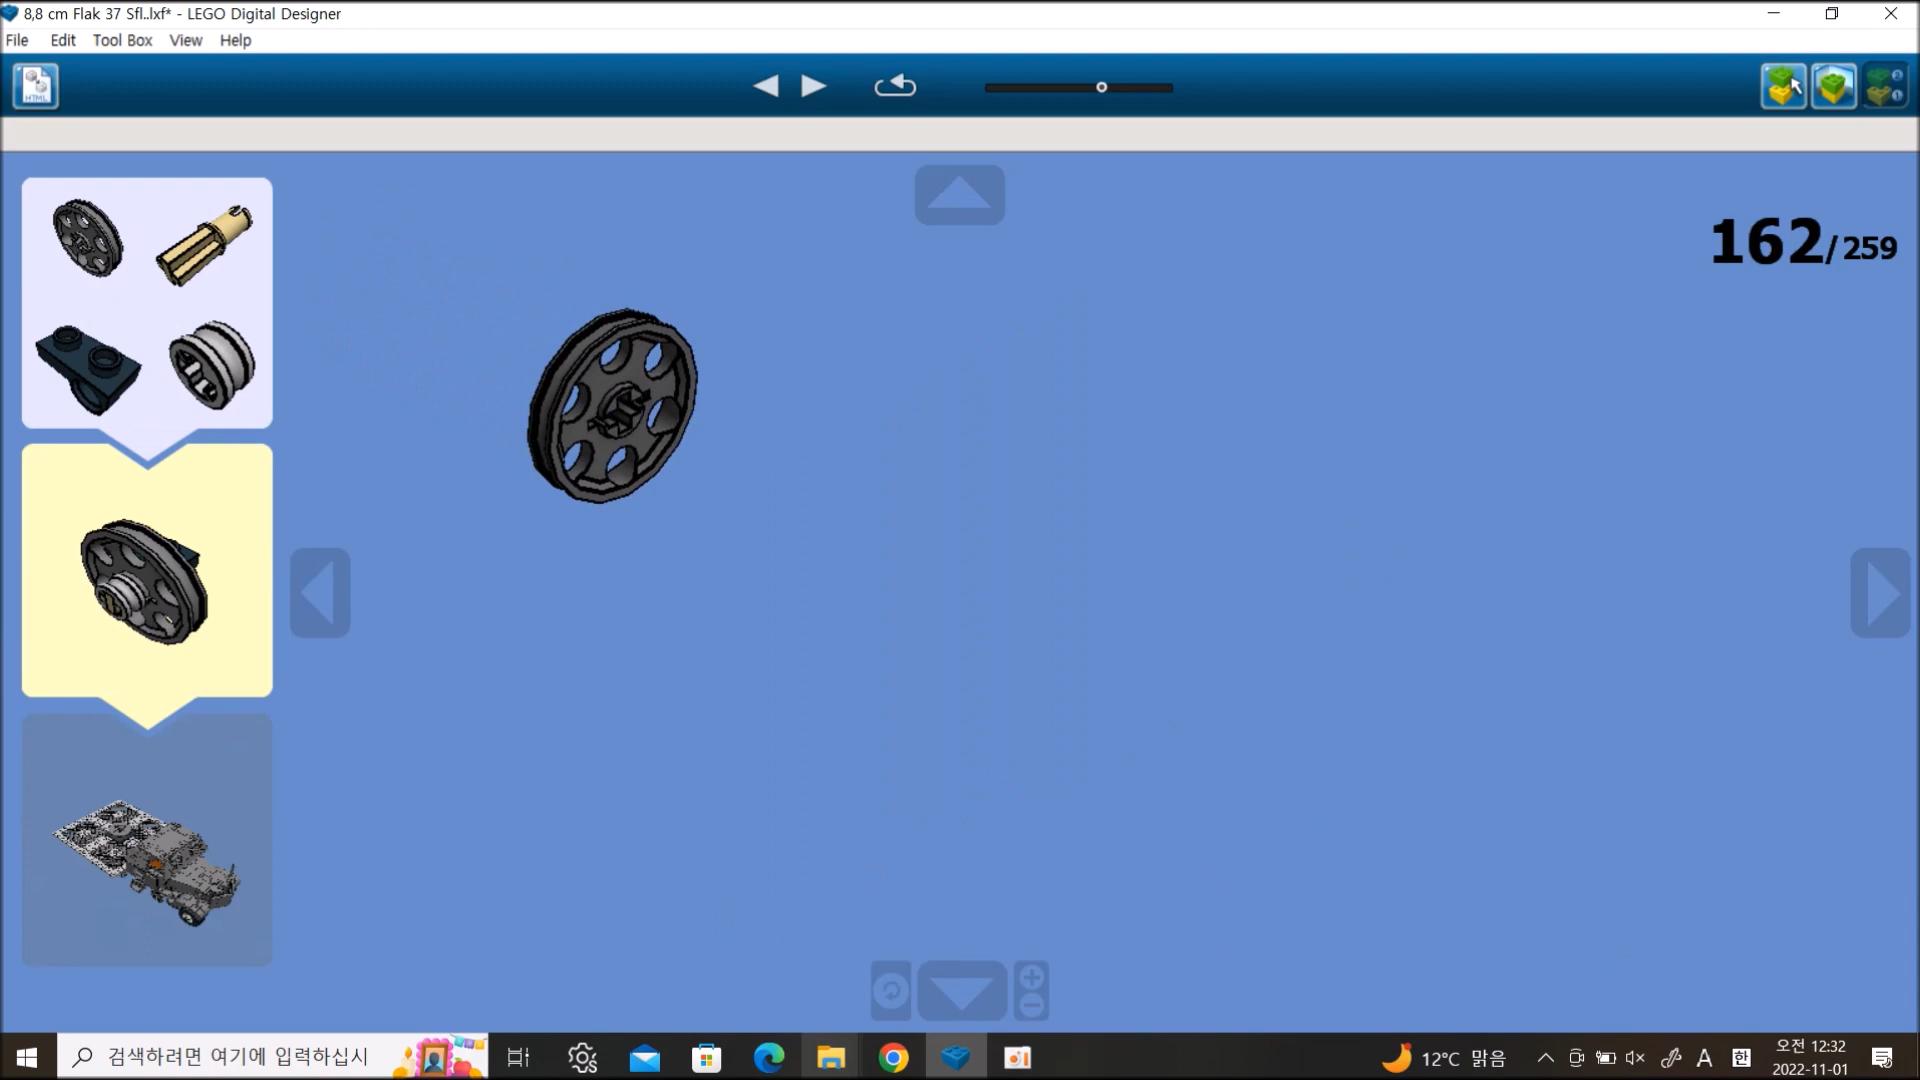 8,8 cm Flak 37 Sfl..lxf* - LEGO Digital Designer
File Edit Tool Box View Help
HTML
162/259
검색하려면 여기에 입력하십시
12°C 맑음
A 한
오전 12:32
2022-11-01